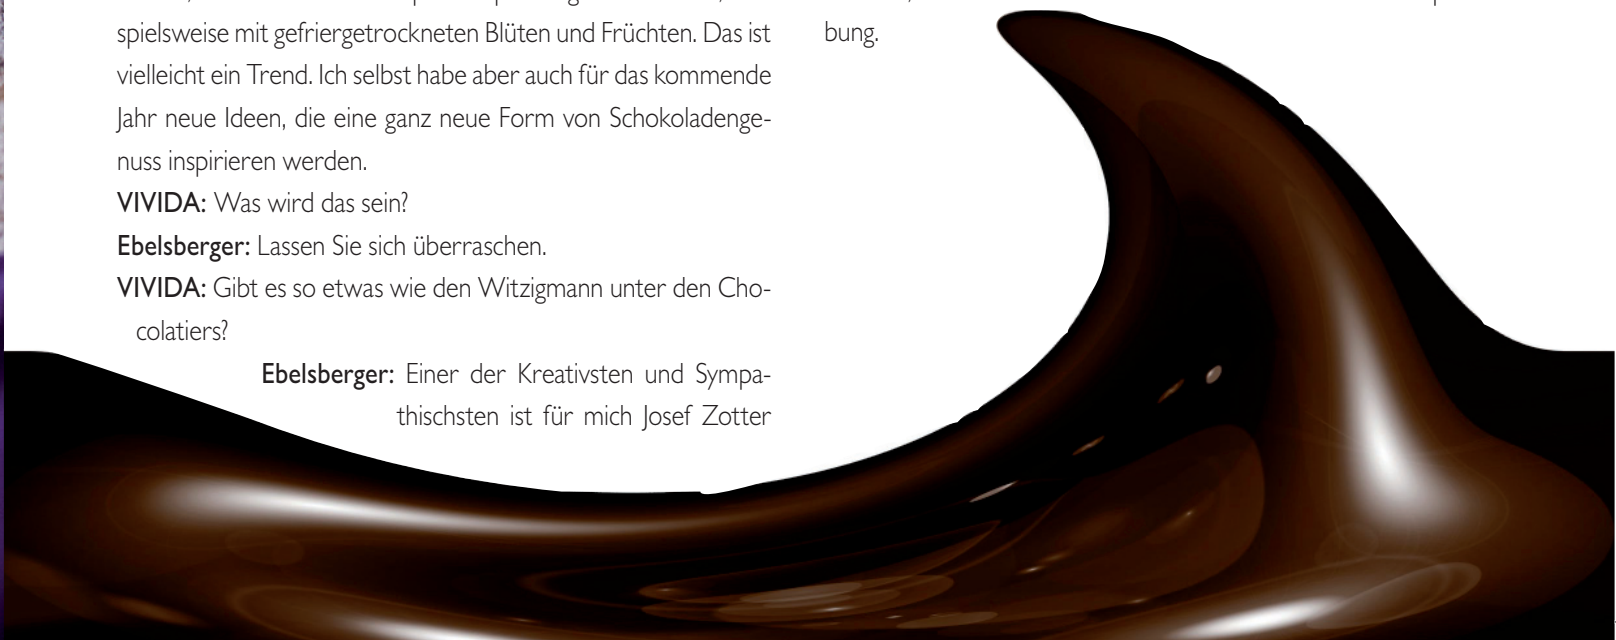 spielsweise mit gefriergetrockneten Blüten und Früchten. Das ist
vielleicht ein Trend. Ich selbst habe aber auch für das kommende
Jahr neue Ideen, die eine ganz neue Form von Schokoladenge-
nuss inspirieren werden.
VIVIDA: Was wird das sein?
Ebelsberger: Lassen Sie sich überraschen.
VIVIDA: Gibt es so etwas wie den Witzigmann unter den Cho-
colatiers?
Ebelsberger: Einer der Kreativsten und Sympa-
thischsten ist für mich Josef Zotter
bung.